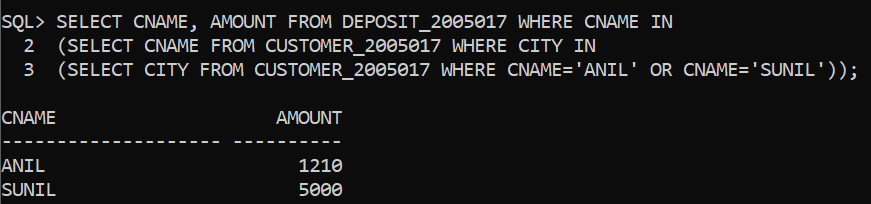 SQL> SELECT CNAME, AMOUNT FROM DEPOSIT_2005017 WHERE CNAME IN
  2  (SELECT CNAME FROM CUSTOMER_2005017 WHERE CITY IN
  3  (SELECT CITY FROM CUSTOMER_2005017 WHERE CNAME='ANIL' OR CNAME='SUNIL'));
CNAME                    AMOUNT
-------------------- ----------
ANIL                       1210
SUNIL                      5000